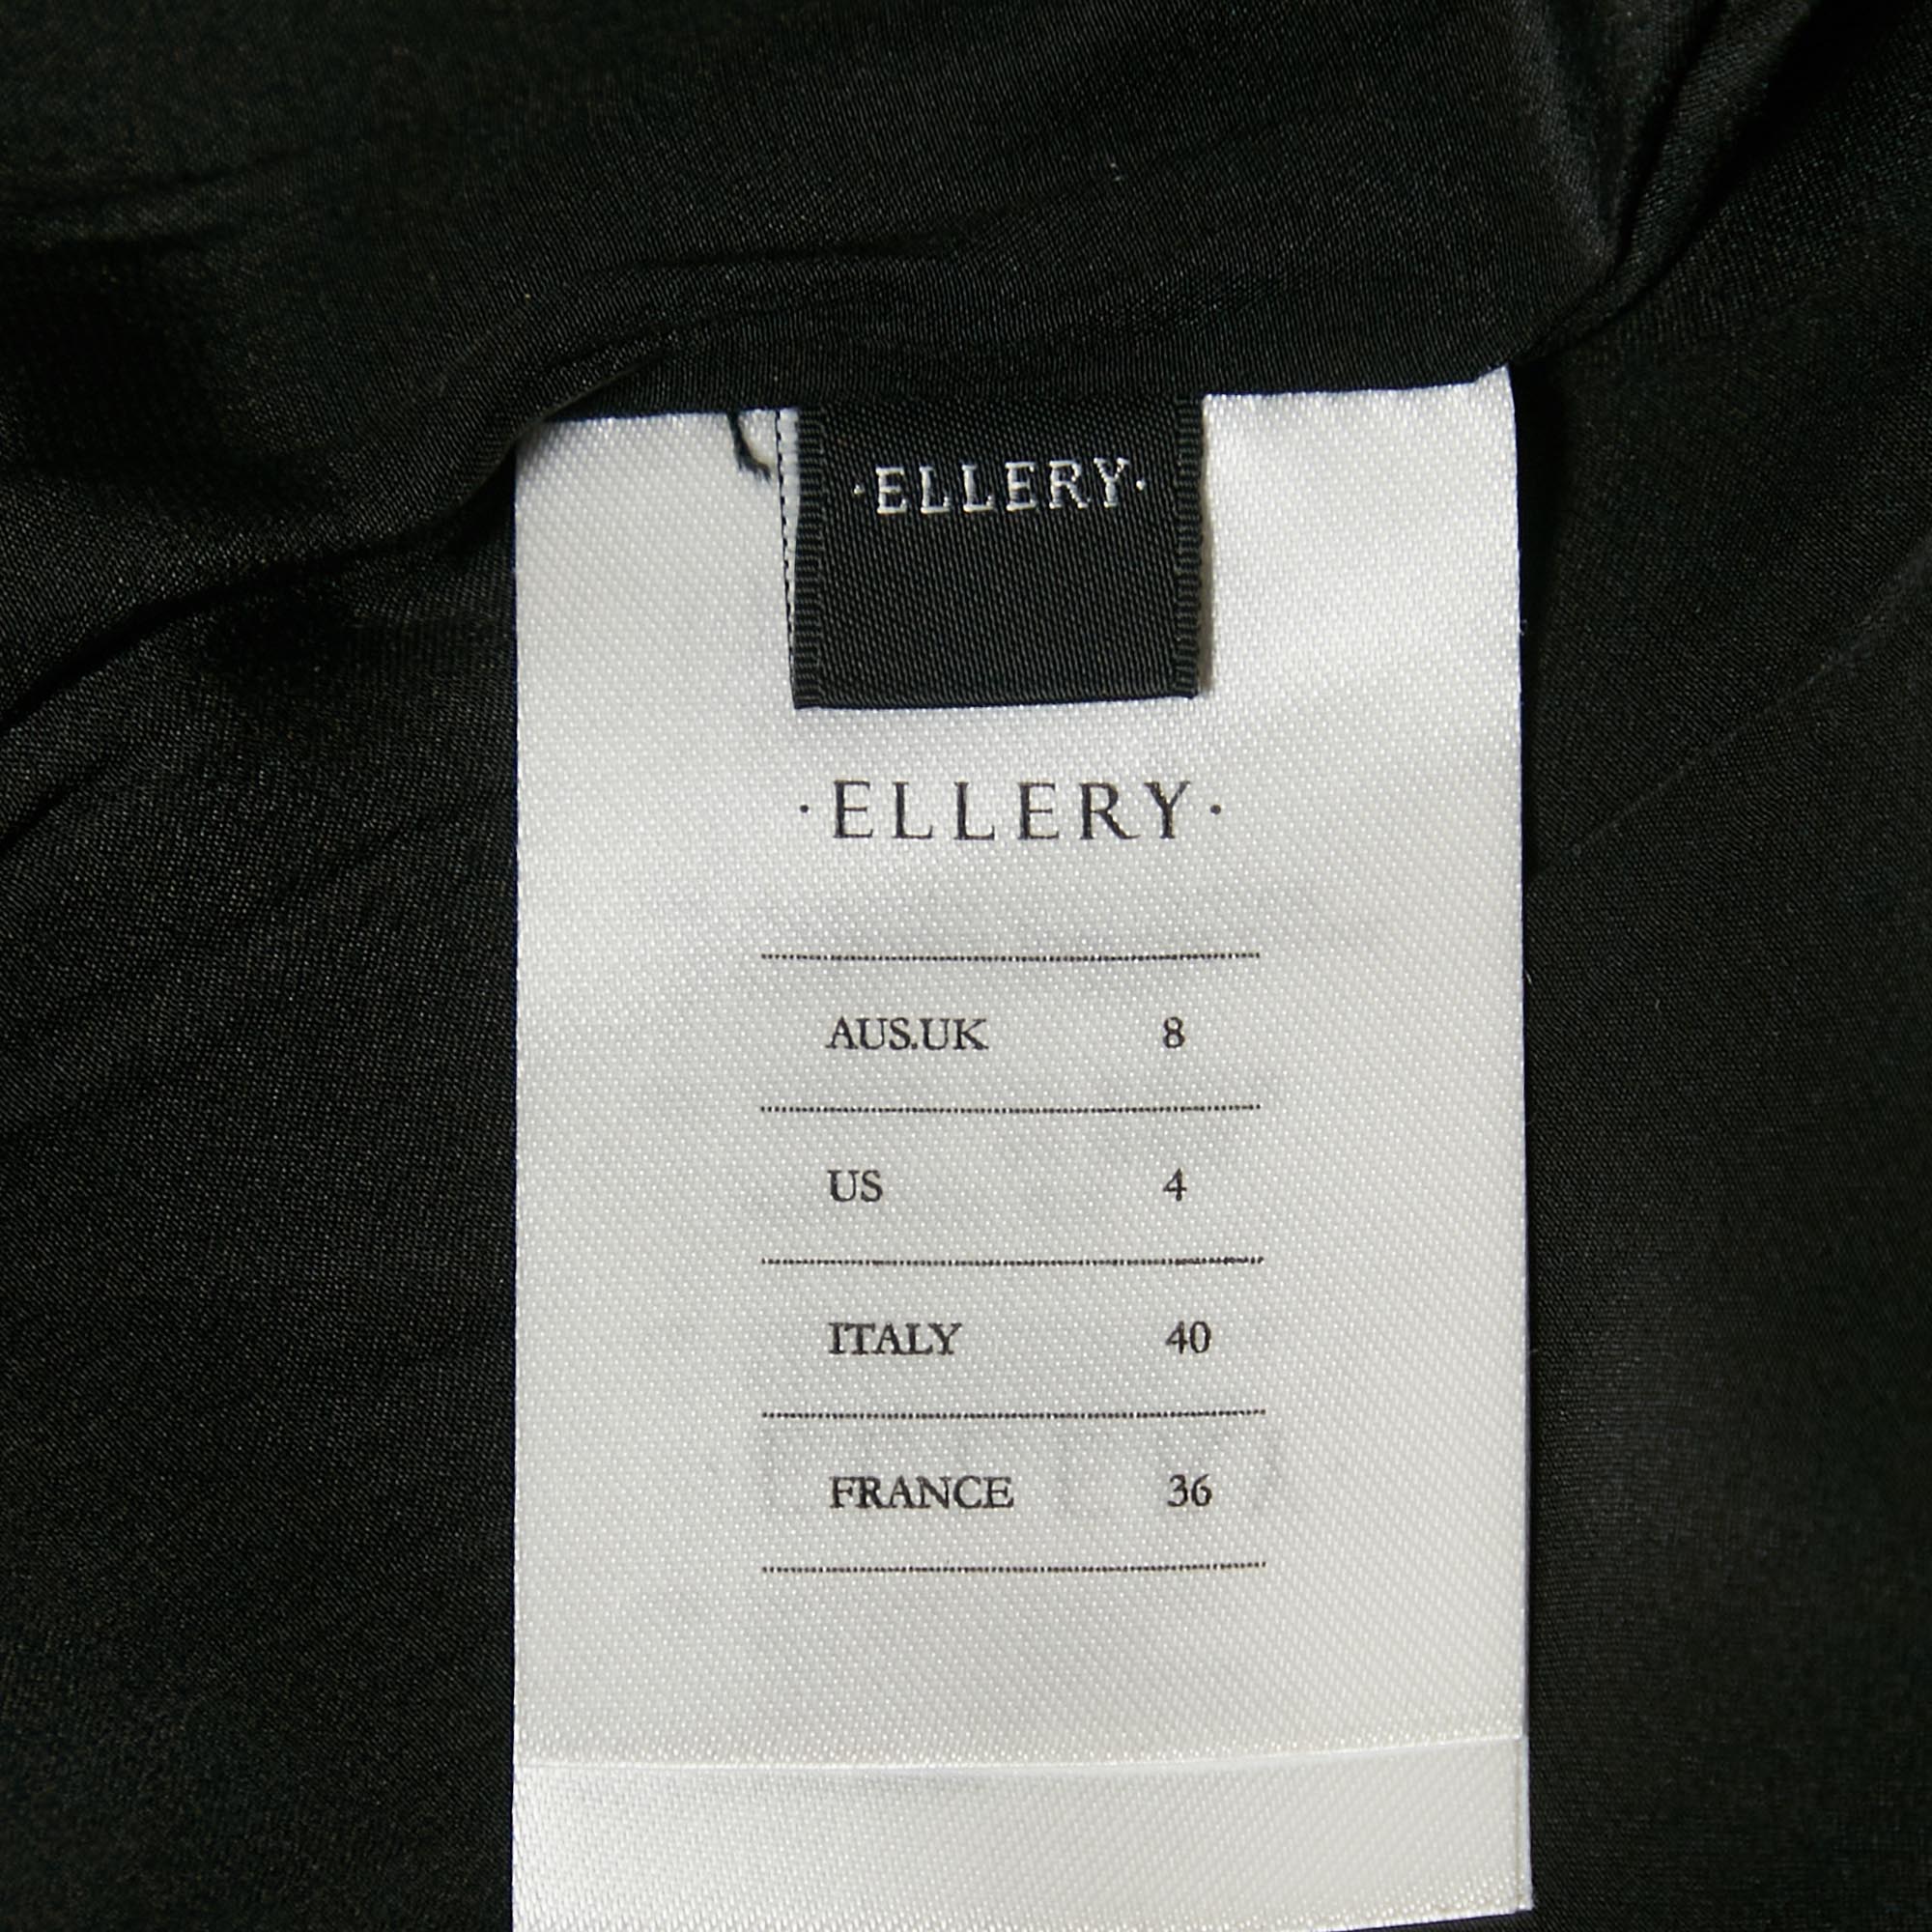 ·ELLERY·
·ELLERY·
AUS.UK 8
US 4
ITALY 40
FRANCE 36